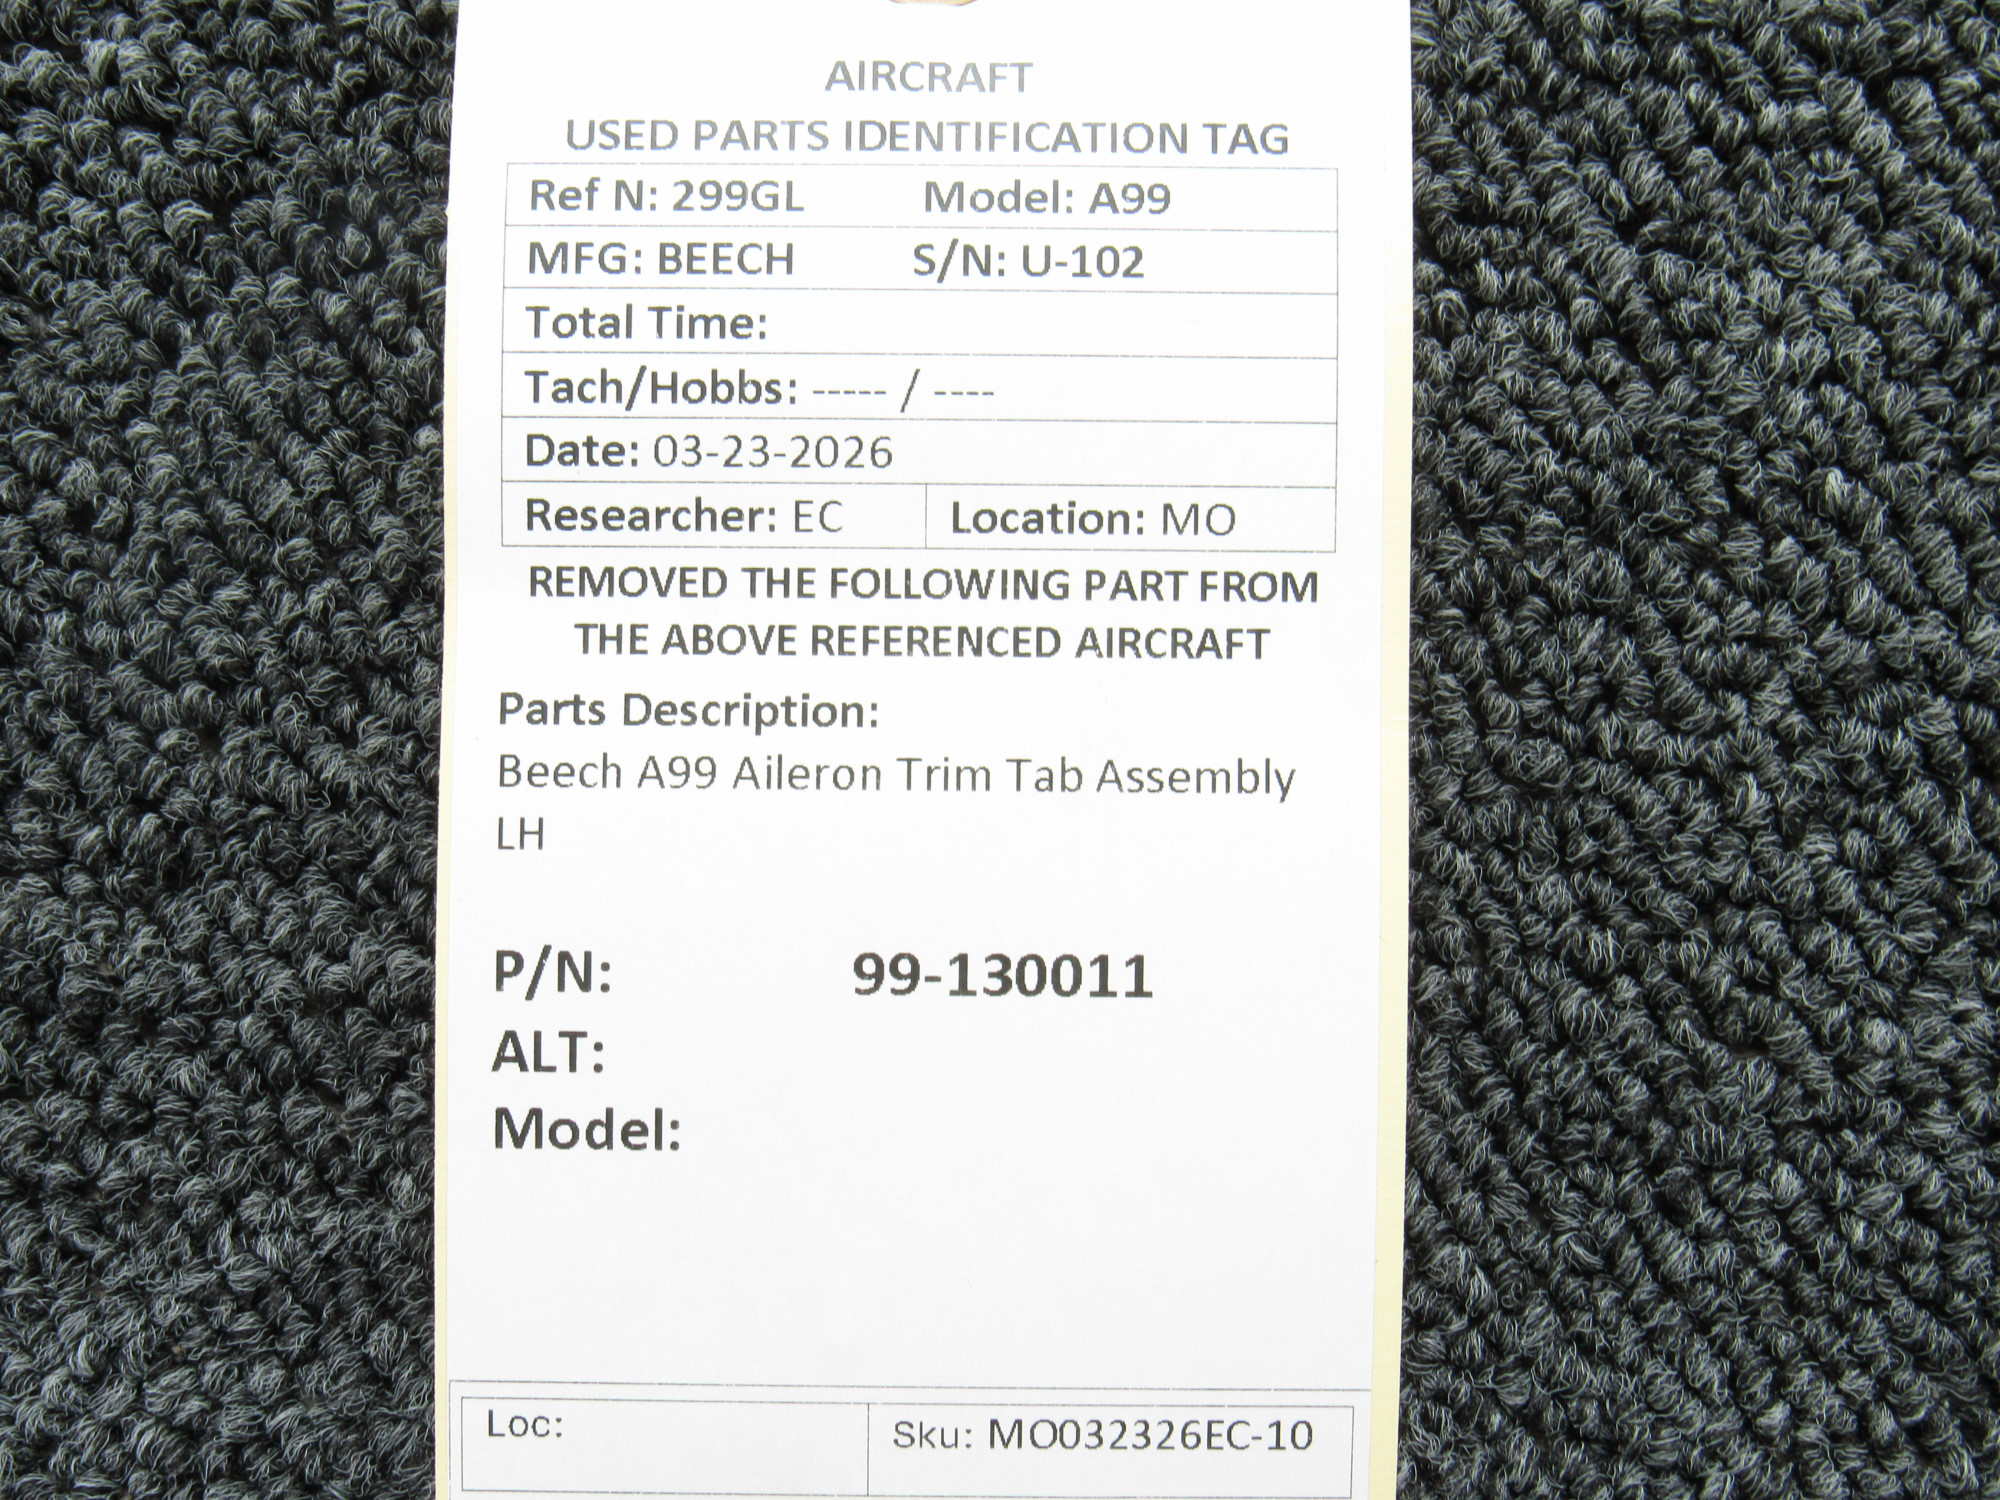 AIRCRAFT
USED PARTS IDENTIFICATION TAG
Ref N: 299GL Model: A99
MFG: BEECH S/N: U-102
Total Time:
Tach/Hobbs: ----- / ----
Date: 03-23-2026
Researcher: EC Location: MO
REMOVED THE FOLLOWING PART FROM
THE ABOVE REFERENCED AIRCRAFT
Parts Description:
Beech A99 Aileron Trim Tab Assembly
LH
P/N: 99-130011
ALT:
Model:
Loc: Sku: MO032326EC-10